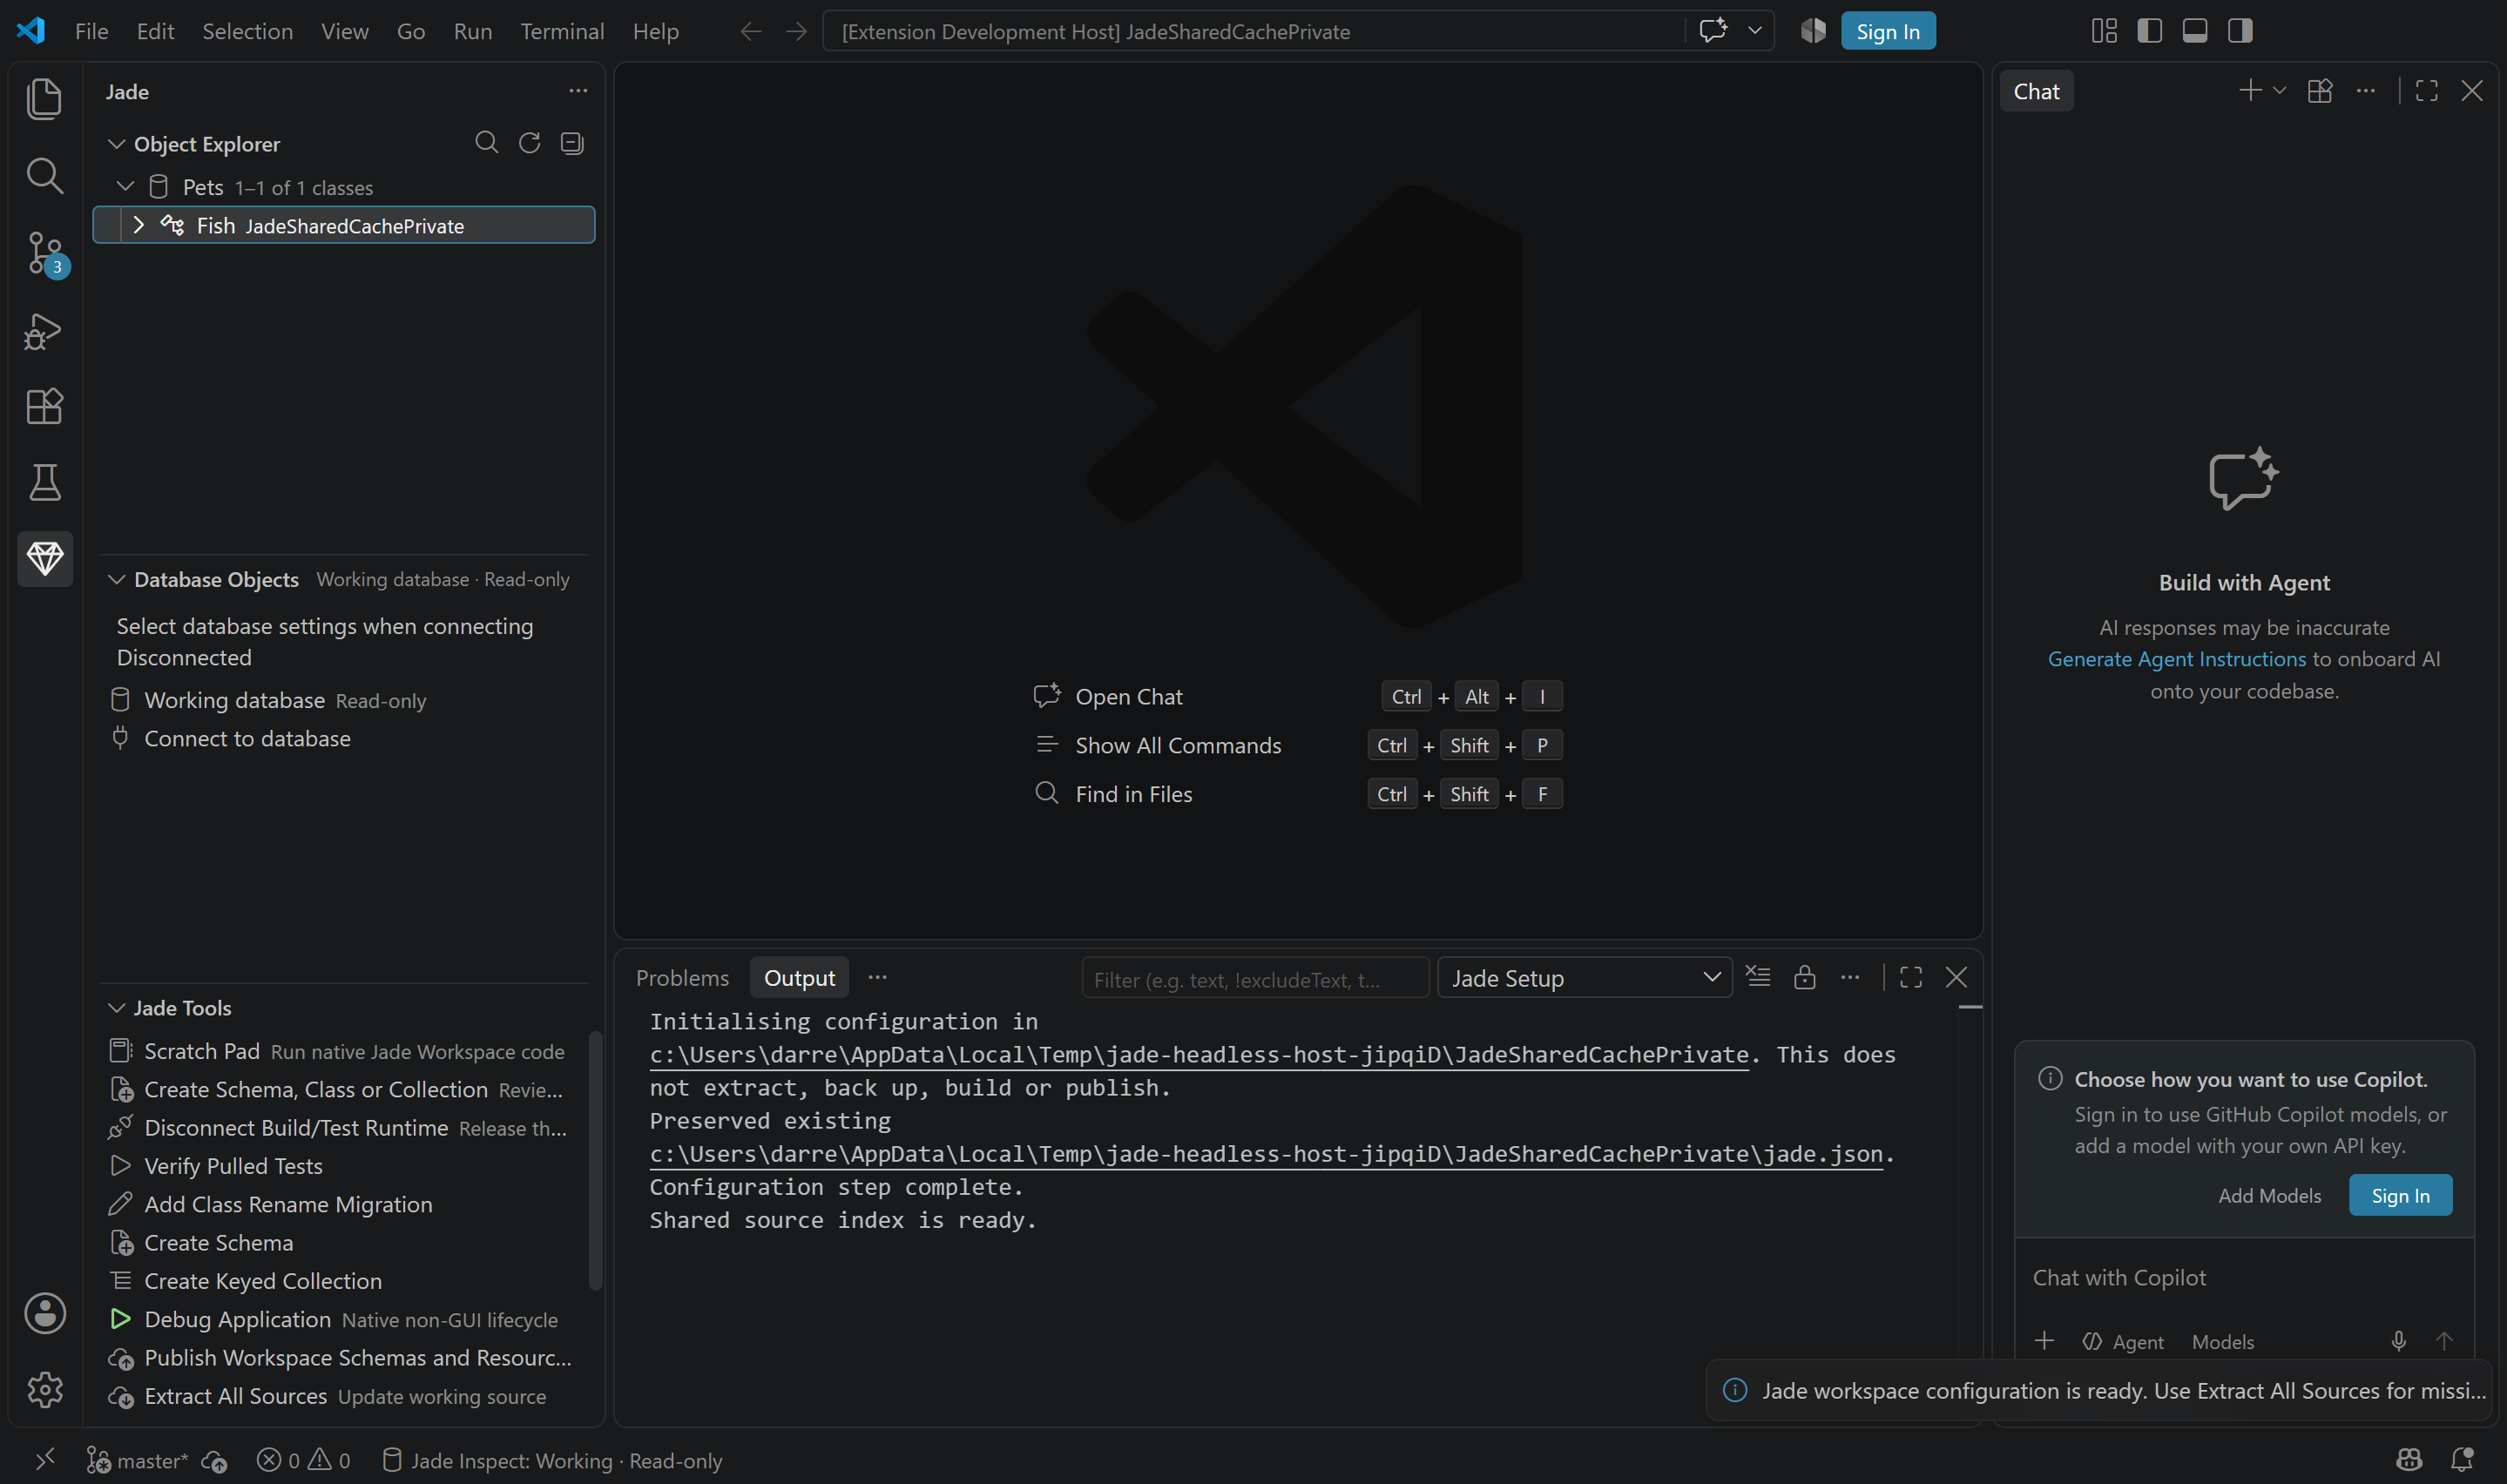 File Edit Selection View Go Run Terminal Help
[Extension Development Host] JadeSharedCachePrivate
Sign In
Jade
Object Explorer
Pets 1–1 of 1 classes
Fish JadeSharedCachePrivate
3
Database Objects Working database · Read-only
Select database settings when connecting
Disconnected
Working database Read-only
Connect to database
Jade Tools
Scratch Pad Run native Jade Workspace code
Create Schema, Class or Collection Revie...
Disconnect Build/Test Runtime Release th...
Verify Pulled Tests
Add Class Rename Migration
Create Schema
Create Keyed Collection
Debug Application Native non-GUI lifecycle
Publish Workspace Schemas and Resourc...
Extract All Sources Update working source
Open Chat Ctrl + Alt + I
Show All Commands Ctrl + Shift + P
Find in Files Ctrl + Shift + F
Problems Output
Filter (e.g. text, !excludeText, t...
Jade Setup
Initialising configuration in
c:\Users\darre\AppData\Local\Temp\jade-headless-host-jipqiD\JadeSharedCachePrivate. This does
not extract, back up, build or publish.
Preserved existing
c:\Users\darre\AppData\Local\Temp\jade-headless-host-jipqiD\JadeSharedCachePrivate\jade.json.
Configuration step complete.
Shared source index is ready.
Chat
Build with Agent
AI responses may be inaccurate
Generate Agent Instructions to onboard AI
onto your codebase.
Choose how you want to use Copilot.
Sign in to use GitHub Copilot models, or
add a model with your own API key.
Add Models Sign In
Chat with Copilot
Agent Models
Jade workspace configuration is ready. Use Extract All Sources for missi...
master* 0 0 Jade Inspect: Working · Read-only